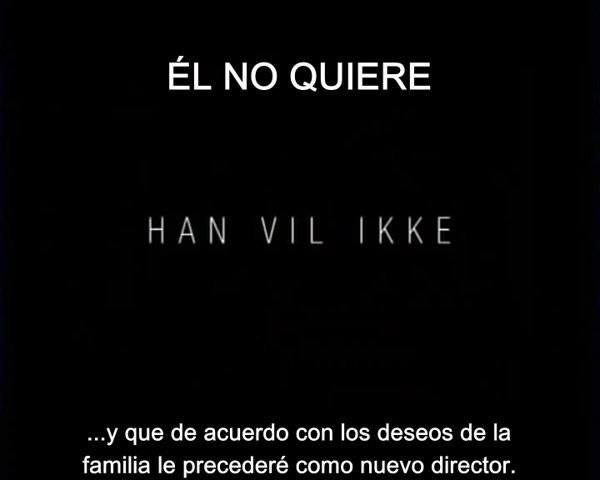 ÉL NO QUIERE
HAN VIL IKKE
...y que de acuerdo con los deseos de la
familia le precederé como nuevo director.